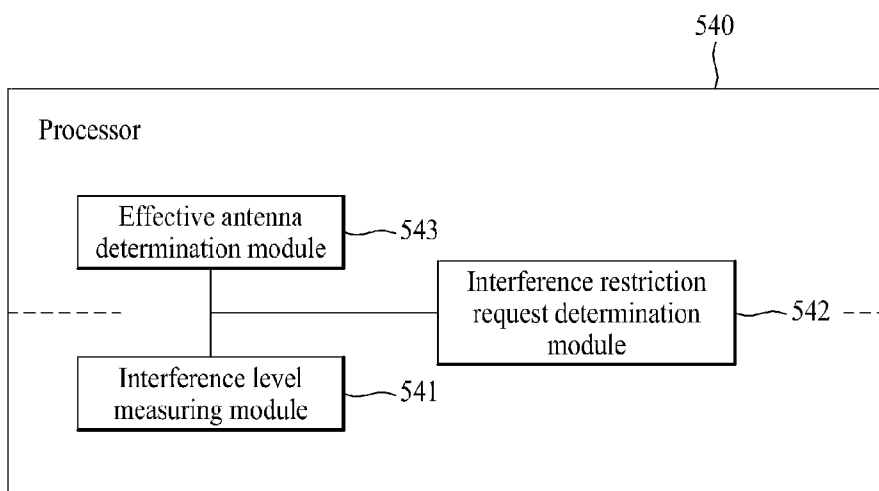 540
Processor
Effective antenna
determination module
543
Interference restriction
request determination
module
542
Interference level
measuring module
541